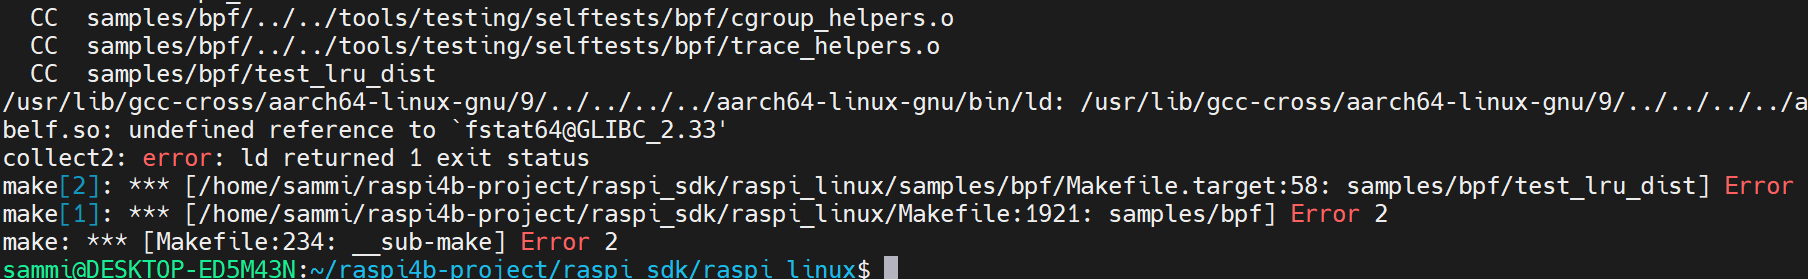 CC  samples/bpf/../../tools/testing/selftests/bpf/cgroup_helpers.o
  CC  samples/bpf/../../tools/testing/selftests/bpf/trace_helpers.o
  CC  samples/bpf/test_lru_dist
/usr/lib/gcc-cross/aarch64-linux-gnu/9/../../../../aarch64-linux-gnu/bin/ld: /usr/lib/gcc-cross/aarch64-linux-gnu/9/../../../../a
belf.so: undefined reference to `fstat64@GLIBC_2.33'
collect2: error: ld returned 1 exit status
make[2]: *** [/home/sammi/raspi4b-project/raspi_sdk/raspi_linux/samples/bpf/Makefile.target:58: samples/bpf/test_lru_dist] Error
make[1]: *** [/home/sammi/raspi4b-project/raspi_sdk/raspi_linux/Makefile:1921: samples/bpf] Error 2
make: *** [Makefile:234: __sub-make] Error 2
sammi@DESKTOP-ED5M43N:~/raspi4b-project/raspi_sdk/raspi_linux$